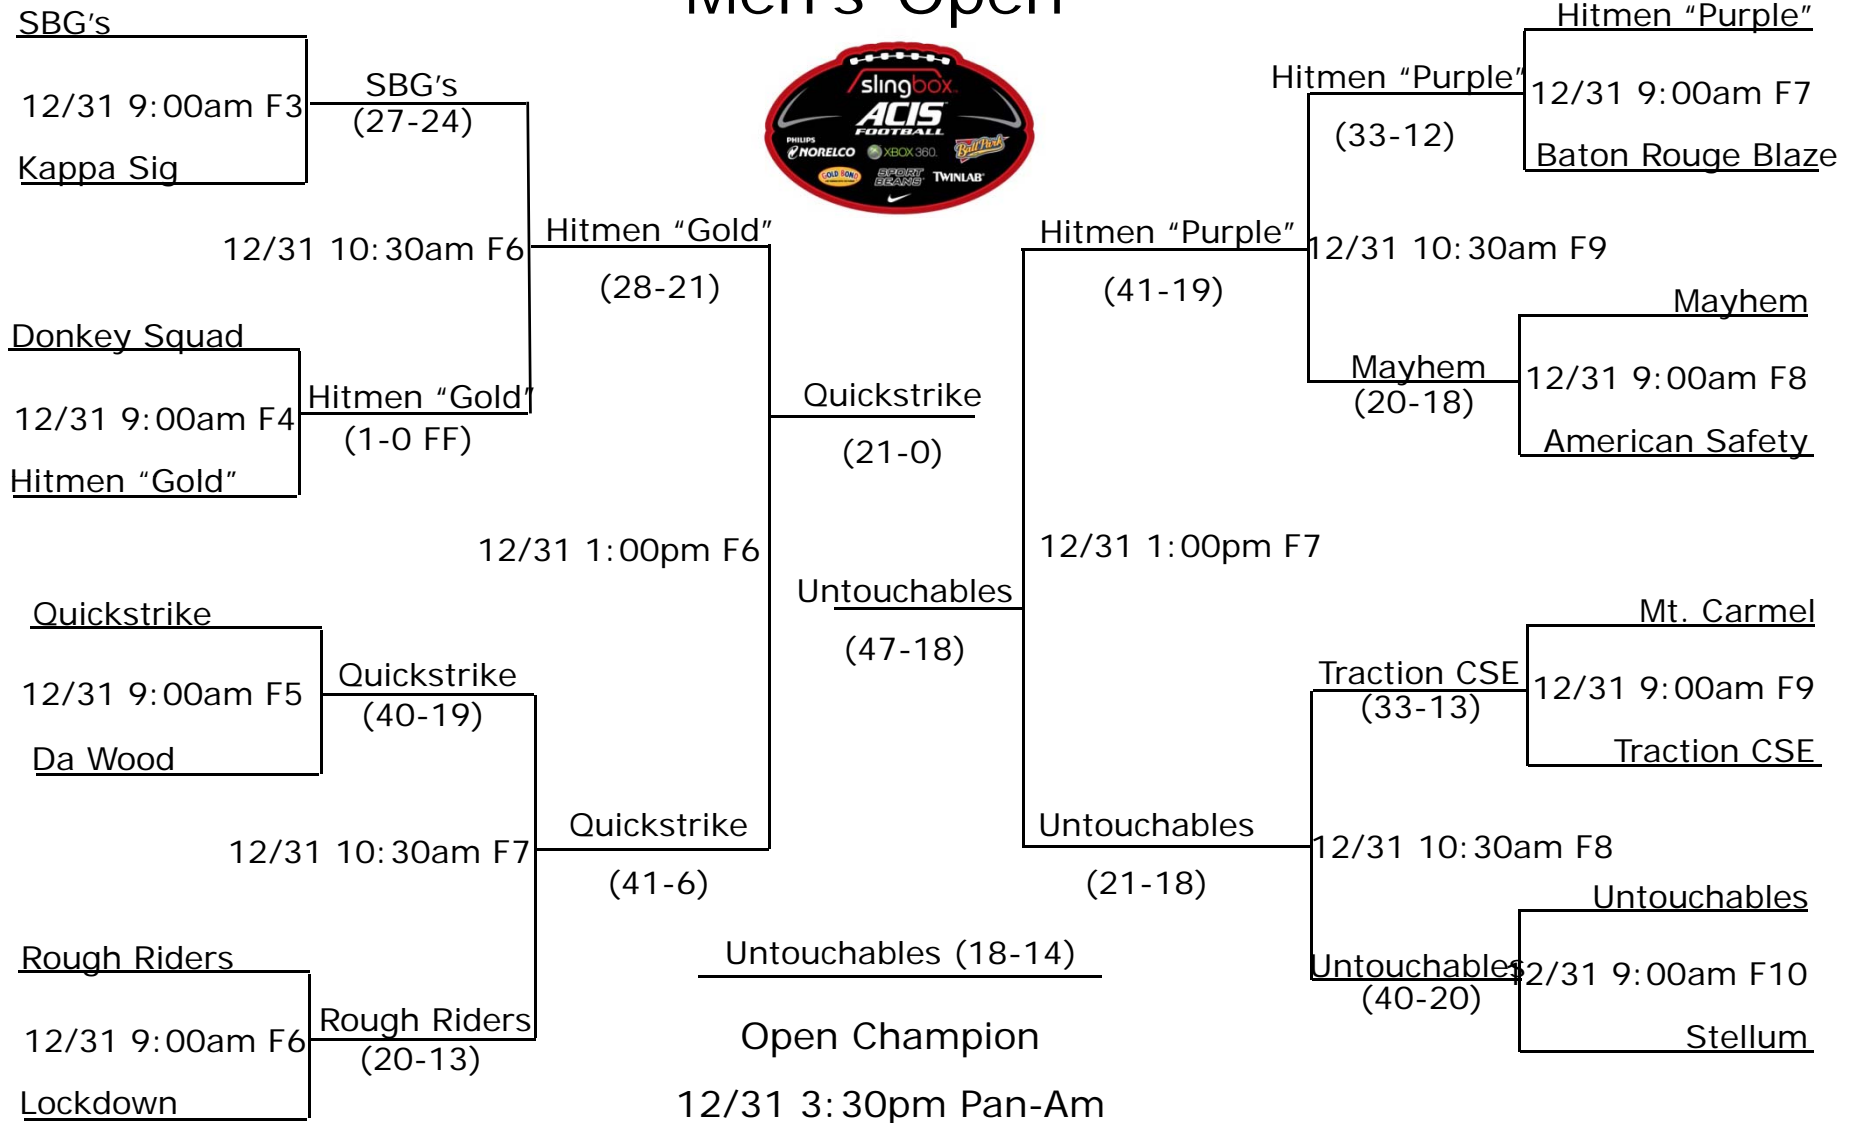 Men's Open
SBG's
12/31 9:00am F3
Kappa Sig
SBG's
(27-24)
12/31 10:30am F6
Donkey Squad
12/31 9:00am F4
Hitmen "Gold"
Hitmen "Gold"
(1-0 FF)
Hitmen "Gold"
(28-21)
12/31 1:00pm F6
Quickstrike
12/31 9:00am F5
Da Wood
Quickstrike
(40-19)
12/31 10:30am F7
Rough Riders
12/31 9:00am F6
Lockdown
Rough Riders
(20-13)
Quickstrike
(41-6)
slingbox
ACIS
FOOTBALL
PHILIPS
NORELCO
XBOX 360.
Ball Park
GOLD BOND
SPORT
BEANS
TWINLAB
Quickstrike
(21-0)
Untouchables
(47-18)
Untouchables (18-14)
Open Champion
12/31 3:30pm Pan-Am
Hitmen "Purple"
(41-19)
12/31 1:00pm F7
Untouchables
(21-18)
Hitmen "Purple"
12/31 9:00am F7
Baton Rouge Blaze
Hitmen "Purple"
(33-12)
12/31 10:30am F9
Mayhem
12/31 9:00am F8
American Safety
Mayhem
(20-18)
Mt. Carmel
12/31 9:00am F9
Traction CSE
Traction CSE
(33-13)
12/31 10:30am F8
Untouchables
12/31 9:00am F10
Stellum
Untouchables
(40-20)